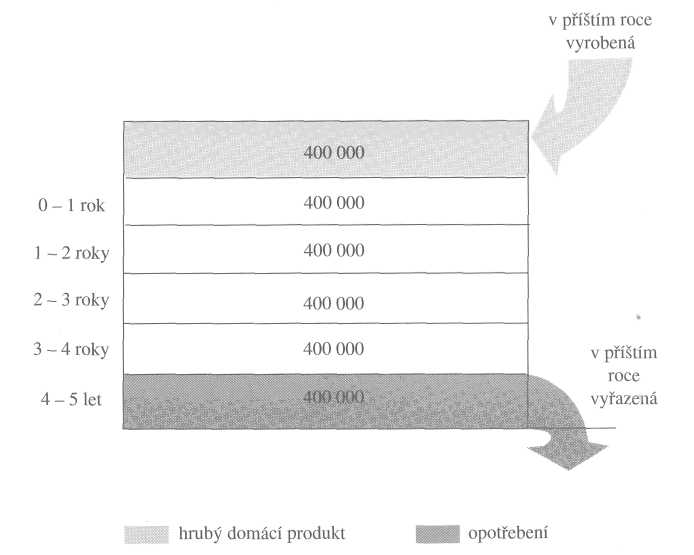 v příštím roce
vyrobená
400 000
0 – 1 rok 400 000
1 – 2 roky 400 000
2 – 3 roky 400 000
3 – 4 roky 400 000
4 – 5 let 400 000
v příštím
roce
vyřazená
hrubý domácí produkt opotřebení